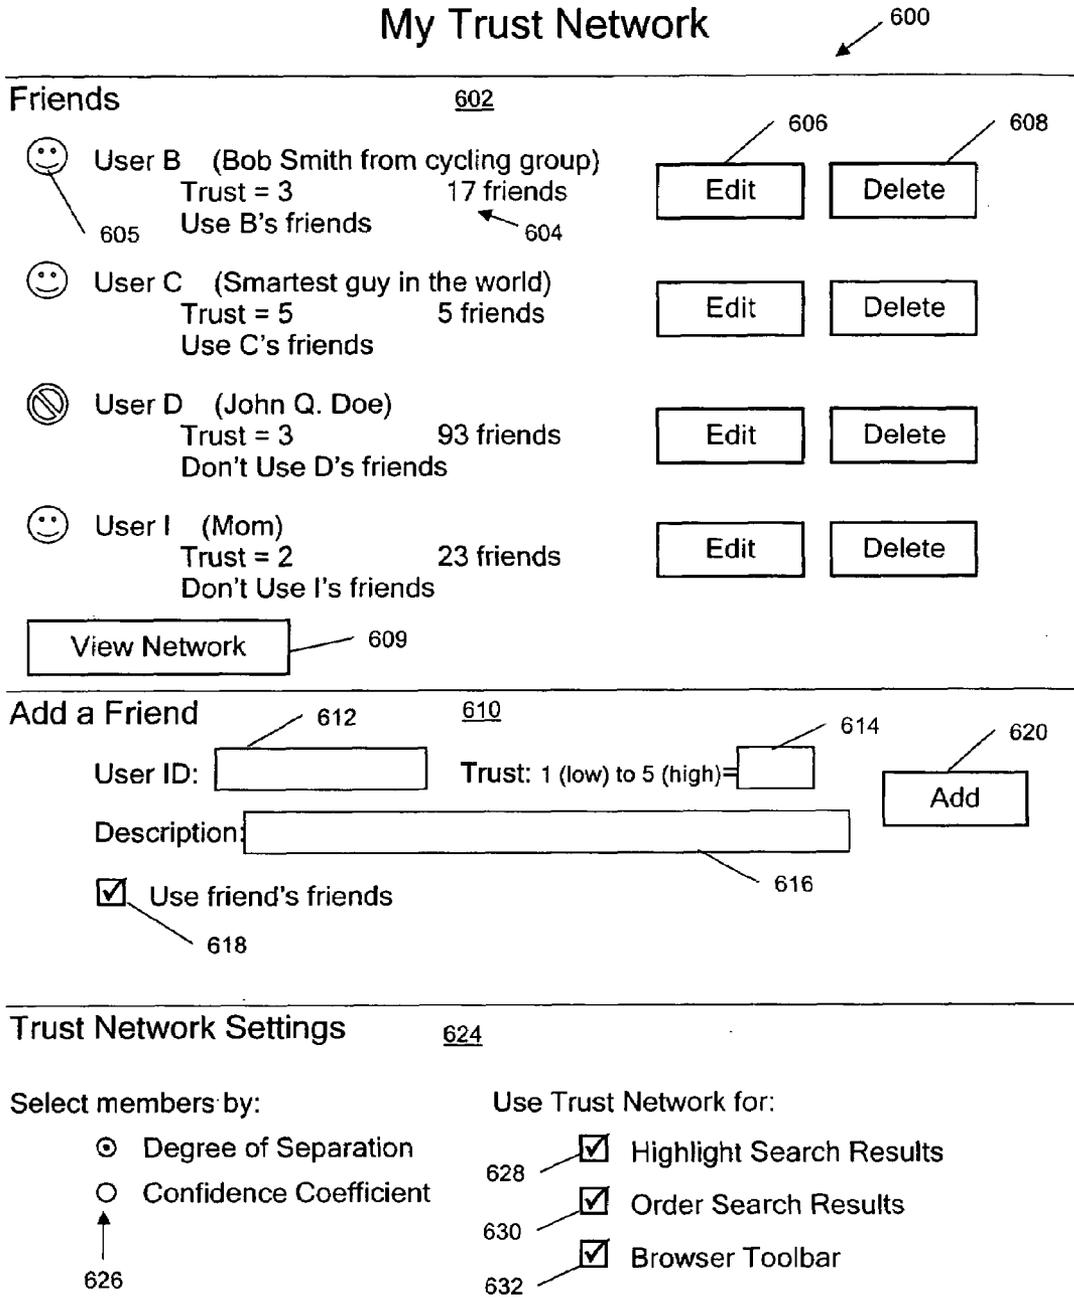 My Trust Network
600
Friends 602
606 608
User B (Bob Smith from cycling group) Edit Delete
Trust = 3 17 friends
605 Use B's friends 604
User C (Smartest guy in the world) Edit Delete
Trust = 5 5 friends
Use C's friends
User D (John Q. Doe) Edit Delete
Trust = 3 93 friends
Don't Use D's friends
User I (Mom) Edit Delete
Trust = 2 23 friends
Don't Use I's friends
View Network 609
Add a Friend 612 610 614 620
User ID: Trust: 1 (low) to 5 (high)= Add
Description:
616
Use friend's friends
618
Trust Network Settings 624
Select members by: Use Trust Network for:
Degree of Separation Highlight Search Results
628
Confidence Coefficient Order Search Results
630
Browser Toolbar
626 632